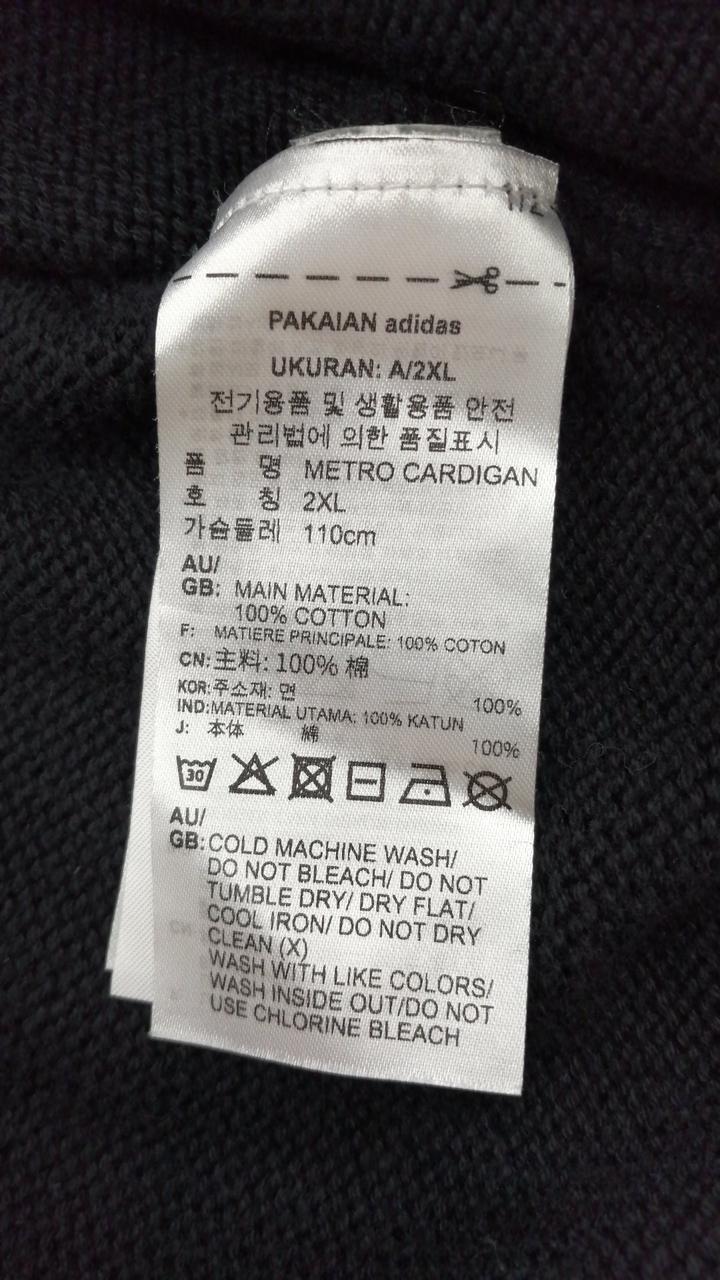 1/2
PAKAIAN adidas
UKURAN: A/2XL
전기용품 및 생활용품 안전
관리법에 의한 품질표시
품 명 METRO CARDIGAN
호 칭 2XL
가슴둘레 110cm
AU/
GB: MAIN MATERIAL:
100% COTTON
F: MATIERE PRINCIPALE: 100% COTON
CN: 主料: 100% 棉
KOR: 주소재: 면 100%
IND: MATERIAL UTAMA: 100% KATUN
J: 本体 綿 100%
30
AU/
GB: COLD MACHINE WASH/
DO NOT BLEACH/ DO NOT
TUMBLE DRY/ DRY FLAT/
COOL IRON/ DO NOT DRY
CLEAN (X)
WASH WITH LIKE COLORS/
WASH INSIDE OUT/DO NOT
USE CHLORINE BLEACH